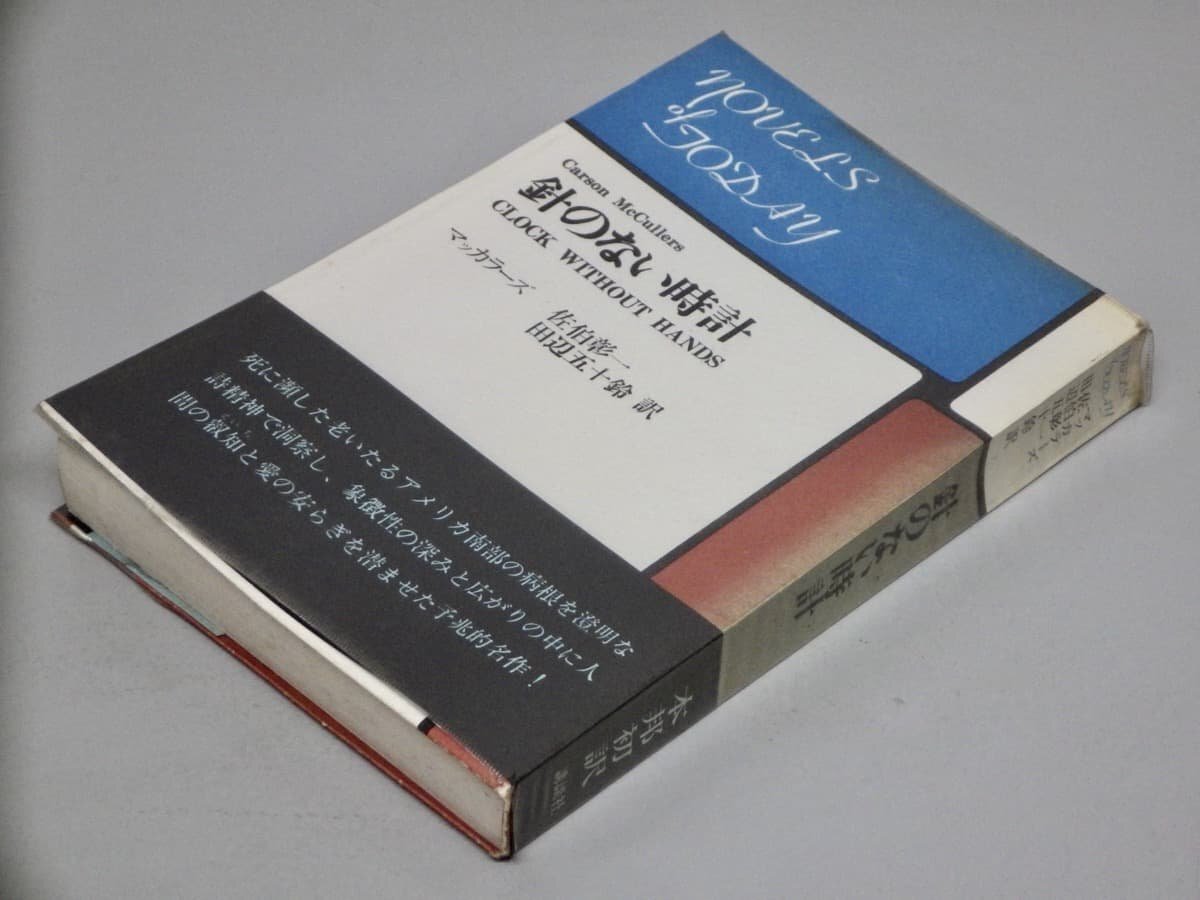 NOVELS
of TODAY
Carson McCullers
針のない時計
CLOCK WITHOUT HANDS
マッカラーズ
佐伯彰一
田辺五十鈴 訳
死に瀕した老いたるアメリカ南部の病根を澄明な
詩精神で洞察し、象徴性の深みと広がりの中に人
間の叡知と愛の安らぎを潜ませた予兆的名作!
針のない時計
本邦初訳
講談社